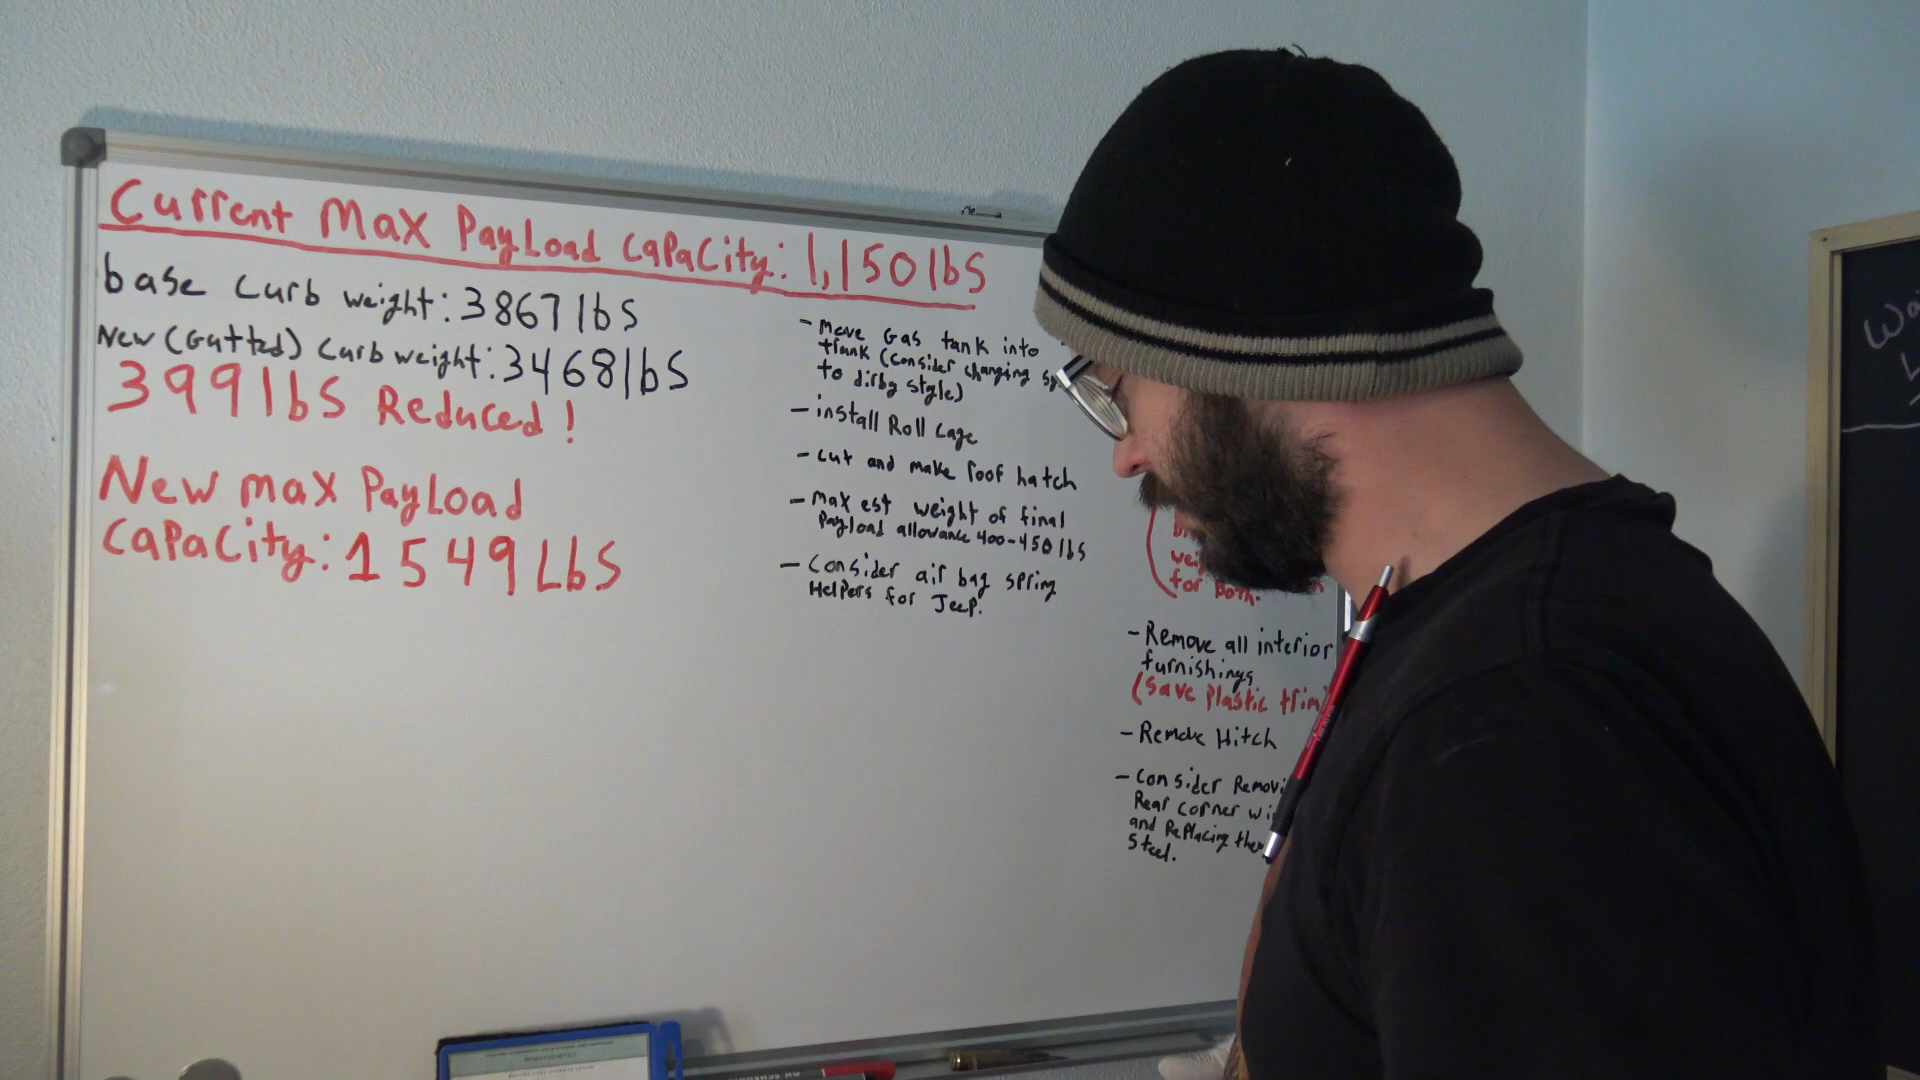 Current Max Payload Capacity: 1,150lbs
base curb weight: 3867lbs
New (Gutted) curb weight: 3468lbs
399lbs Reduced!
New max Payload
Capacity: 1549Lbs
- Move Gas tank into
trunk (consider changing
to dirby style)
- install Roll cage
- cut and make roof hatch
- max est weight of final
Payload allowance 400-450lbs
- Consider air bag spring
Helpers for Jeep.
for both.
- Remove all interior
furnishings
(save plastic trim
- Remove Hitch
- Consider
Rear corner
and Replacing
Steel.